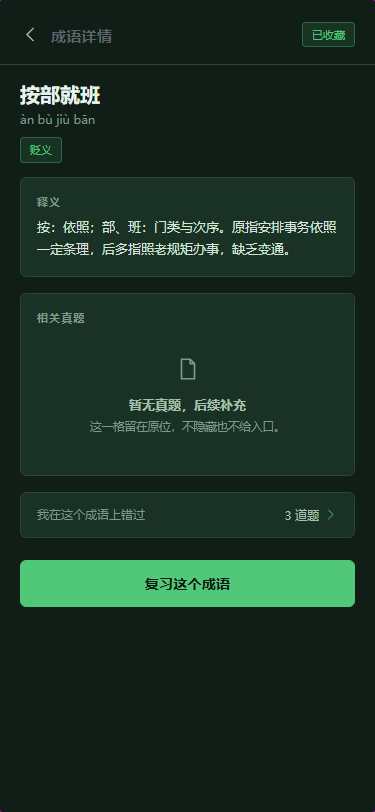 成语详情
已收藏
按部就班
àn bù jiù bān
贬义
释义
按：依照；部、班：门类与次序。原指安排事务依照
一定条理，后多指照老规矩办事，缺乏变通。
相关真题
暂无真题，后续补充
这一格留在原位，不隐藏也不给入口。
我在这个成语上错过
3 道题
复习这个成语